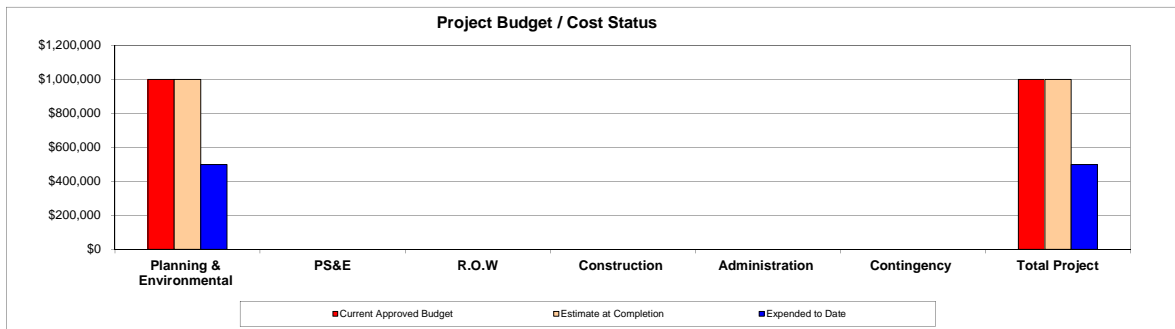 Project Budget / Cost Status
$1,200,000
$1,000,000
$800,000
$600,000
$400,000
$200,000
$0
Planning &
Environmental
PS&E
R.O.W
Construction
Administration
Contingency
Total Project
Current Approved Budget
Estimate at Completion
Expended to Date